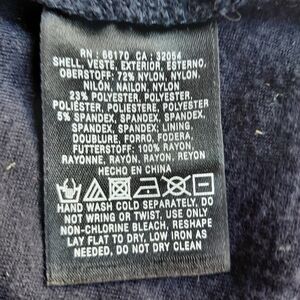 RN : 66170 CA : 32054
SHELL, VESTE, EXTERIOR, ESTERNO,
OBERSTOFF: 72% NYLON, NYLON,
NILÓN, NAILON, NYLON
23% POLYESTER, POLYESTER,
POLIÉSTER, POLIESTERE, POLYESTER
5% SPANDEX, SPANDEX, SPANDEX,
SPANDEX, SPANDEX; LINING,
DOUBLURE, FORRO, FODERA,
FUTTERSTOFF: 100% RAYON,
RAYONNE, RAYÓN, RAYON, REYON
HECHO EN CHINA
HAND WASH COLD SEPARATELY, DO
NOT WRING OR TWIST, USE ONLY
NON-CHLORINE BLEACH, RESHAPE
LAY FLAT TO DRY, LOW IRON AS
NEEDED, DO NOT DRY CLEAN